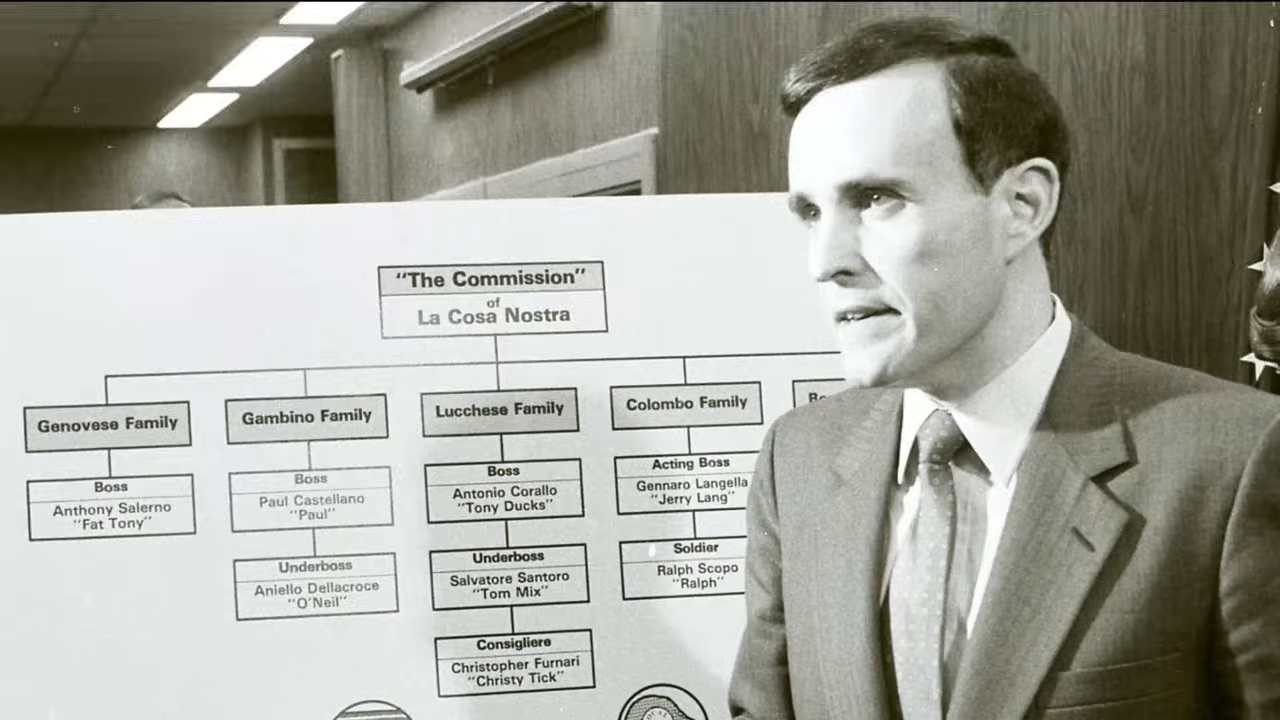 "The Commission"
of
La Cosa Nostra
Genovese Family
Boss
Anthony Salerno
"Fat Tony"
Gambino Family
Boss
Paul Castellano
"Paul"
Underboss
Aniello Dellacroce
"O'Neil"
Lucchese Family
Boss
Antonio Corallo
"Tony Ducks"
Underboss
Salvatore Santoro
"Tom Mix"
Consigliere
Christopher Furnari
"Christy Tick"
Colombo Family
Acting Boss
Gennaro Langella
"Jerry Lang"
Soldier
Ralph Scopo
"Ralph"